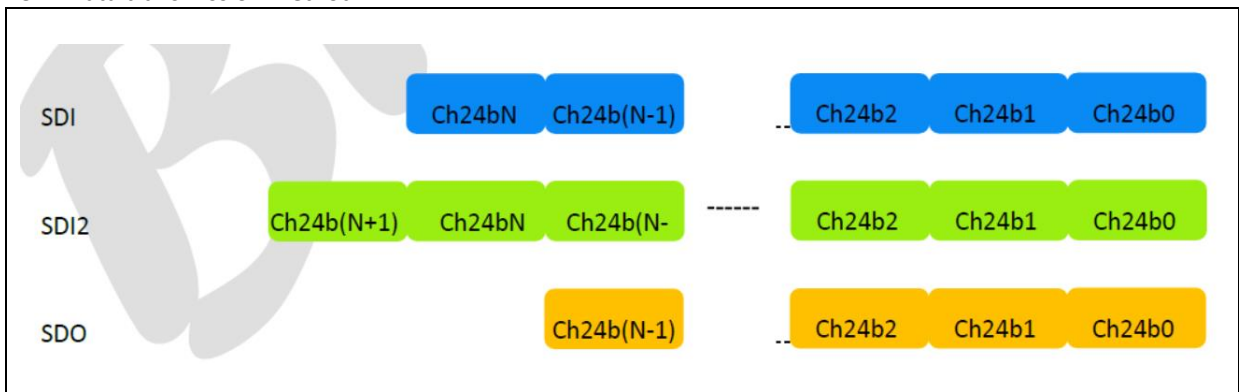 SDI Ch24bN Ch24b(N-1) -- Ch24b2 Ch24b1 Ch24b0
SDI2 Ch24b(N+1) Ch24bN Ch24b(N- ------ Ch24b2 Ch24b1 Ch24b0
SDO Ch24b(N-1) -- Ch24b2 Ch24b1 Ch24b0